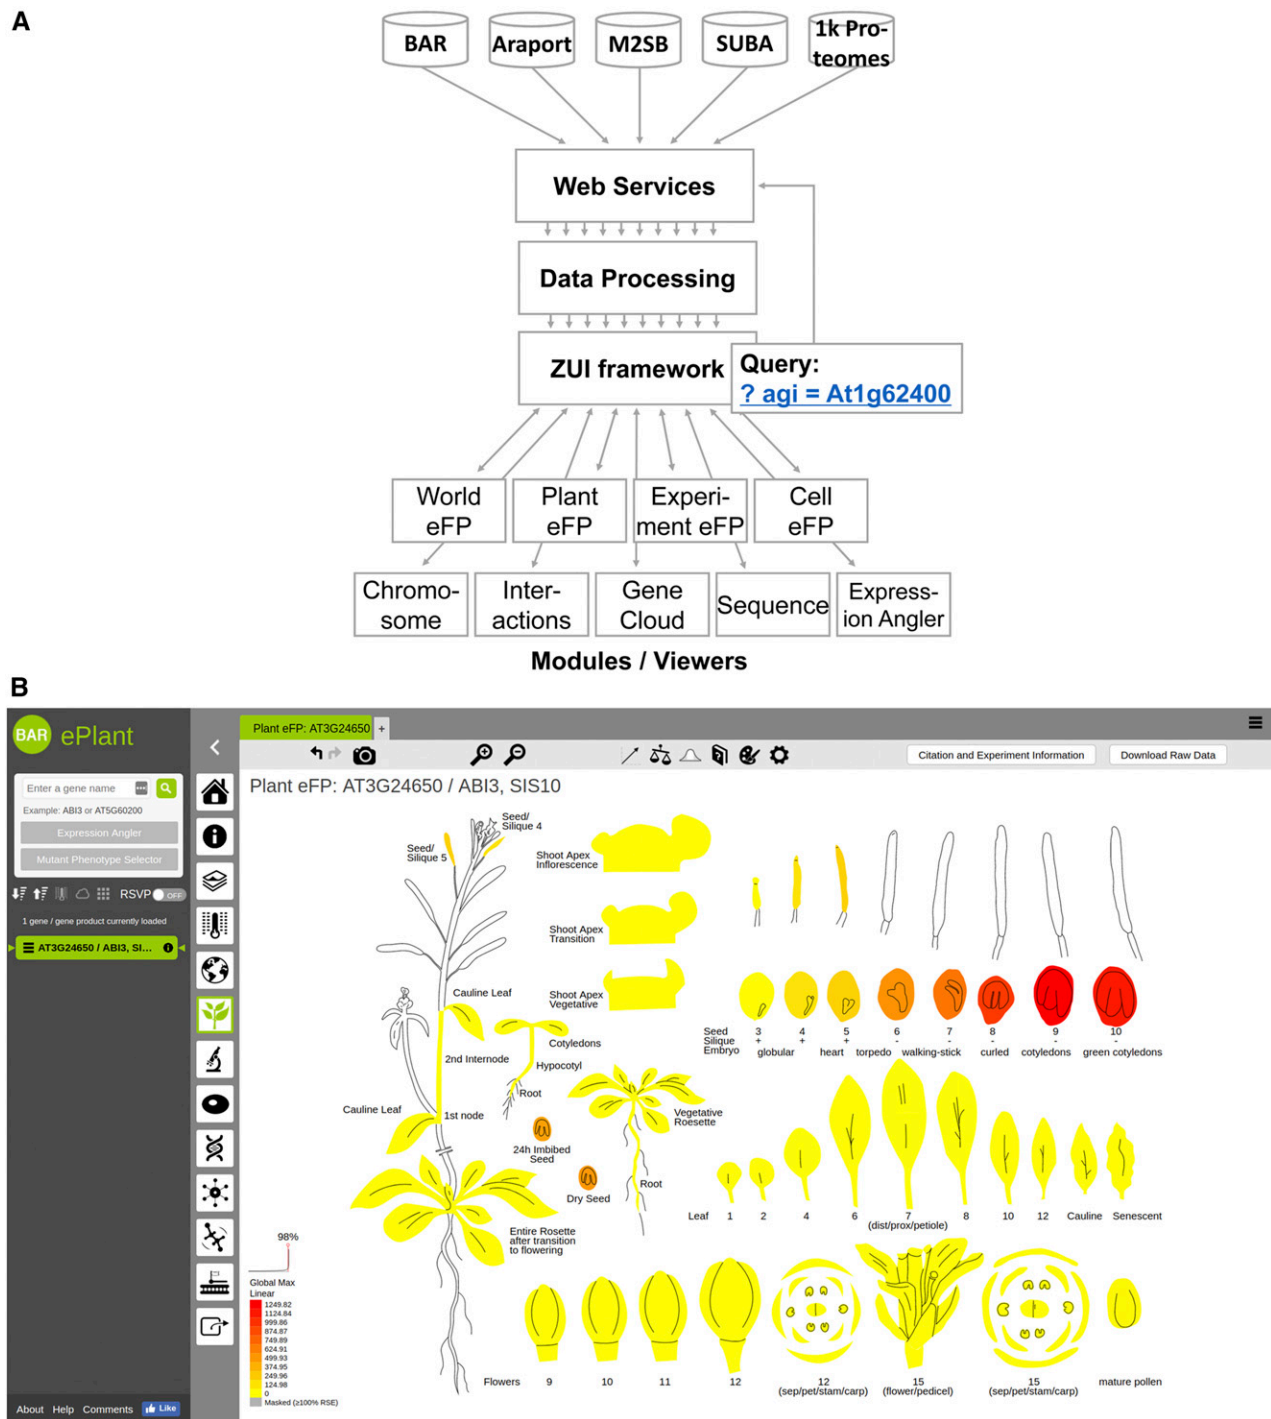 A
BAR
Araport
M2SB
SUBA
1k Pro-
teomes
Web Services
Data Processing
ZUI framework
Query:
? agi = At1g62400
World
eFP
Plant
eFP
Experi-
ment eFP
Cell
eFP
Chromo-
some
Inter-
actions
Gene
Cloud
Sequence
Express-
ion Angler
Modules / Viewers
B
BAR ePlant
Plant eFP: AT3G24650 +
Citation and Experiment Information
Download Raw Data
Enter a gene name
Example: ABI3 or AT5G60200
Expression Angler
Mutant Phenotype Selector
RSVP OFF
1 gene / gene product currently loaded
AT3G24650 / ABI3, SI...
Plant eFP: AT3G24650 / ABI3, SIS10
Seed/
Silique 4
Seed/
Silique 5
Shoot Apex
Inflorescence
Shoot Apex
Transition
Shoot Apex
Vegetative
Cauline Leaf
Cotyledons
2nd Internode
Hypocotyl
Root
Cauline Leaf
1st node
24h Imbibed
Seed
Dry Seed
Vegetative
Roesette
Root
Entire Rosette
after transition
to flowering
Seed 3 4 5 6 7 8 9 10
Silique + + + - - - - -
Embryo globular heart torpedo walking-stick curled cotyledons green cotyledons
Leaf 1 2 4 6 7 8 10 12 Cauline Senescent
(dist/prox/petiole)
Flowers 9 10 11 12 12 15 15 mature pollen
(sep/pet/stam/carp) (flower/pedicel) (sep/pet/stam/carp)
98%
Global Max
Linear
1249.82
1124.84
999.86
874.87
749.89
624.91
499.93
374.95
249.96
124.98
0
Masked (≥100% RSE)
About Help Comments Like